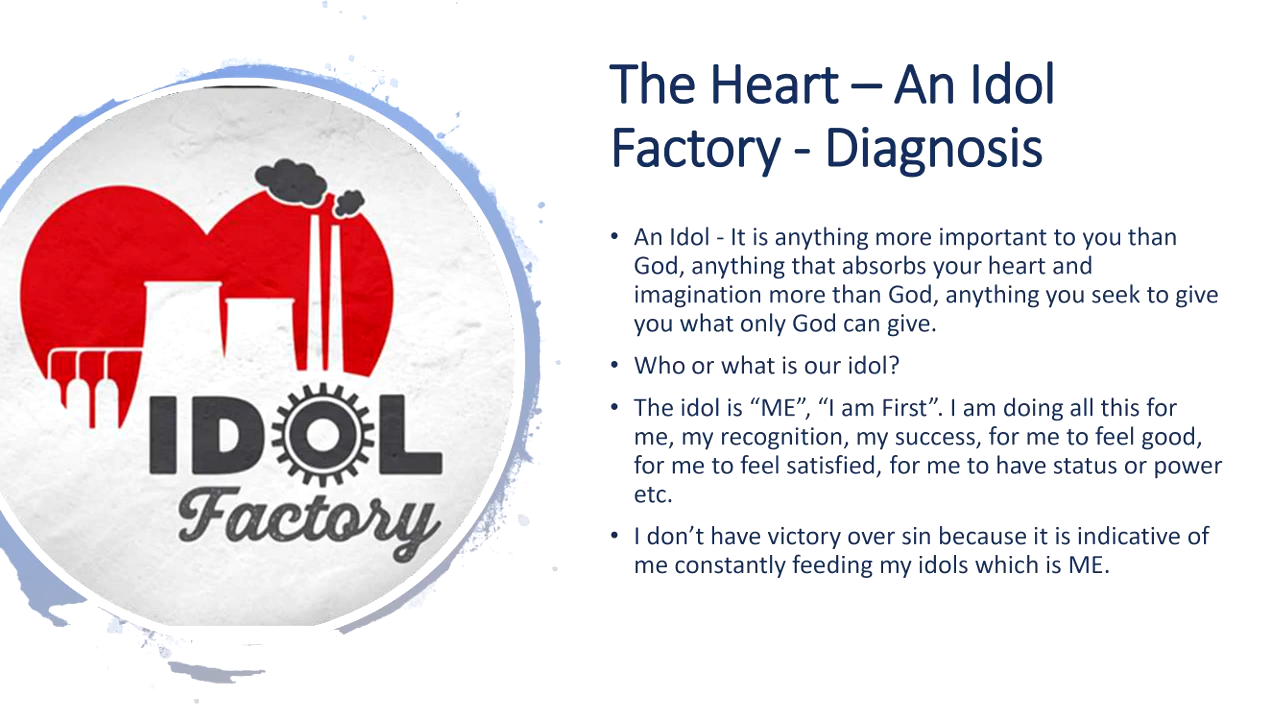 The Heart – An Idol
Factory - Diagnosis
• An Idol - It is anything more important to you than
God, anything that absorbs your heart and
imagination more than God, anything you seek to give
you what only God can give.
• Who or what is our idol?
• The idol is “ME”, “I am First”. I am doing all this for
me, my recognition, my success, for me to feel good,
for me to feel satisfied, for me to have status or power
etc.
• I don’t have victory over sin because it is indicative of
me constantly feeding my idols which is ME.
IDOL
Factory